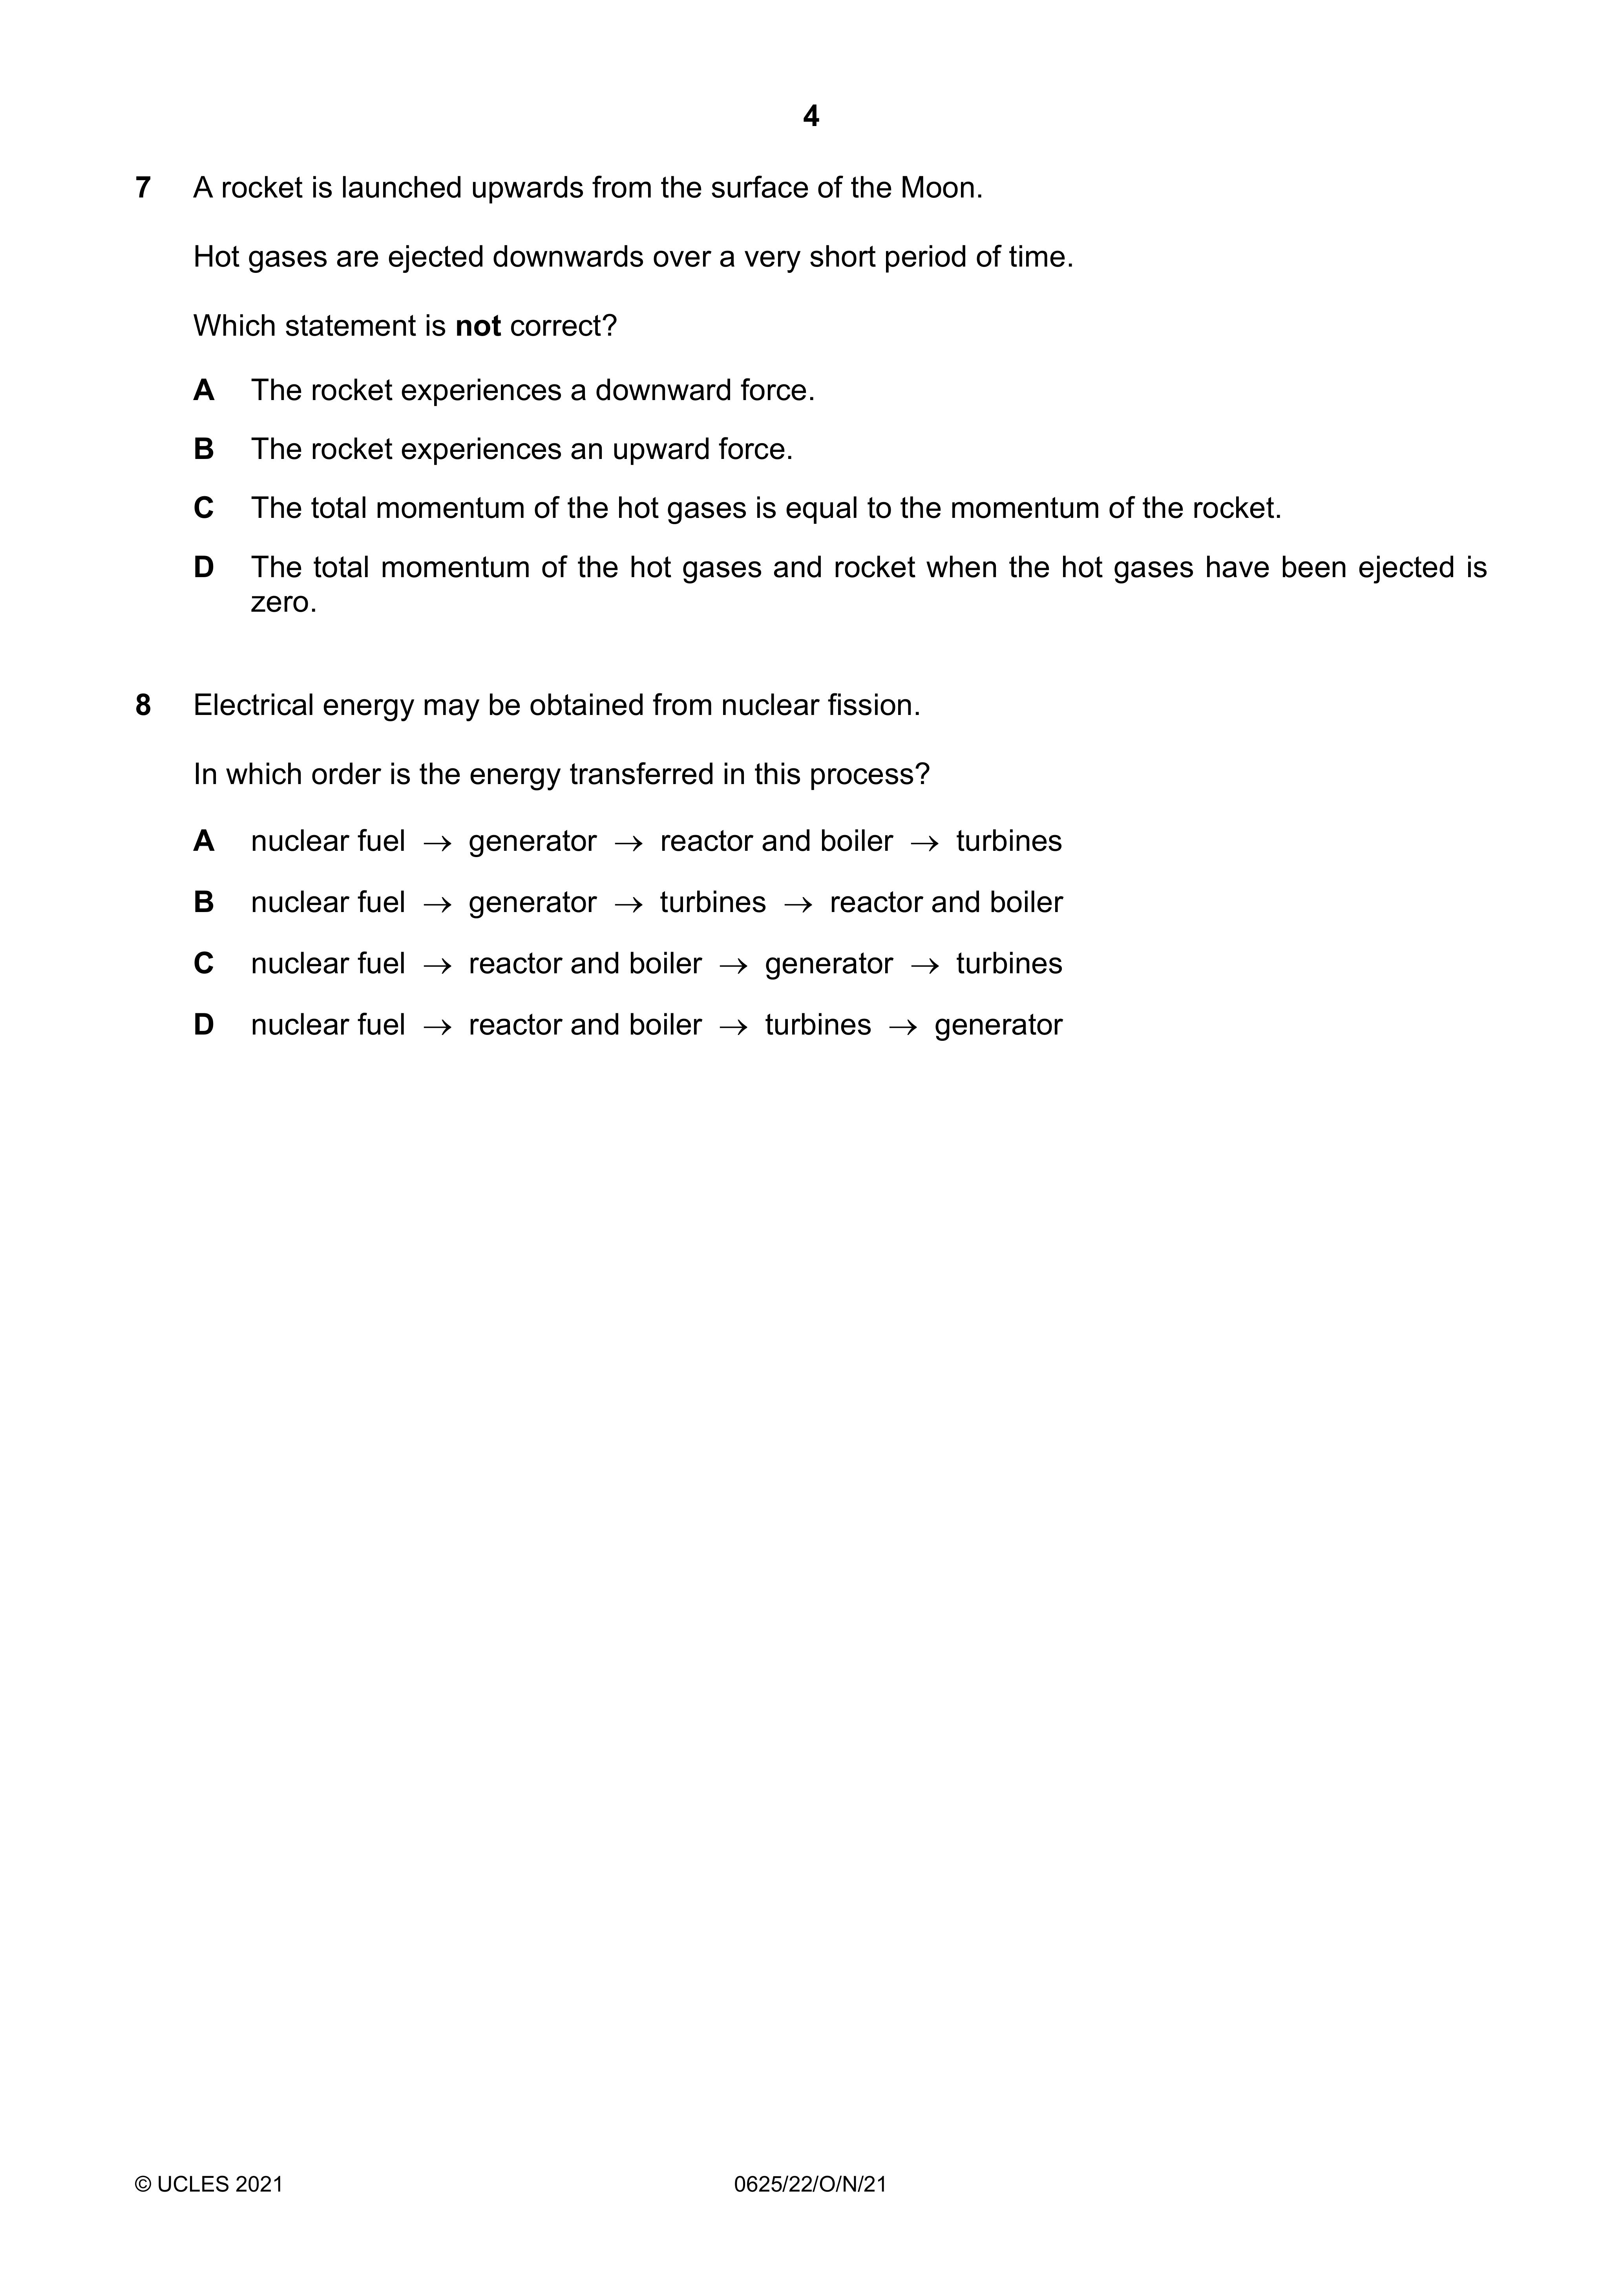 4
7 A rocket is launched upwards from the surface of the Moon.
Hot gases are ejected downwards over a very short period of time.
Which statement is not correct?
A The rocket experiences a downward force.
B The rocket experiences an upward force.
C The total momentum of the hot gases is equal to the momentum of the rocket.
D The total momentum of the hot gases and rocket when the hot gases have been ejected is
zero.
8 Electrical energy may be obtained from nuclear fission.
In which order is the energy transferred in this process?
A nuclear fuel → generator → reactor and boiler → turbines
B nuclear fuel → generator → turbines → reactor and boiler
C nuclear fuel → reactor and boiler → generator → turbines
D nuclear fuel → reactor and boiler → turbines → generator
© UCLES 2021 0625/22/O/N/21